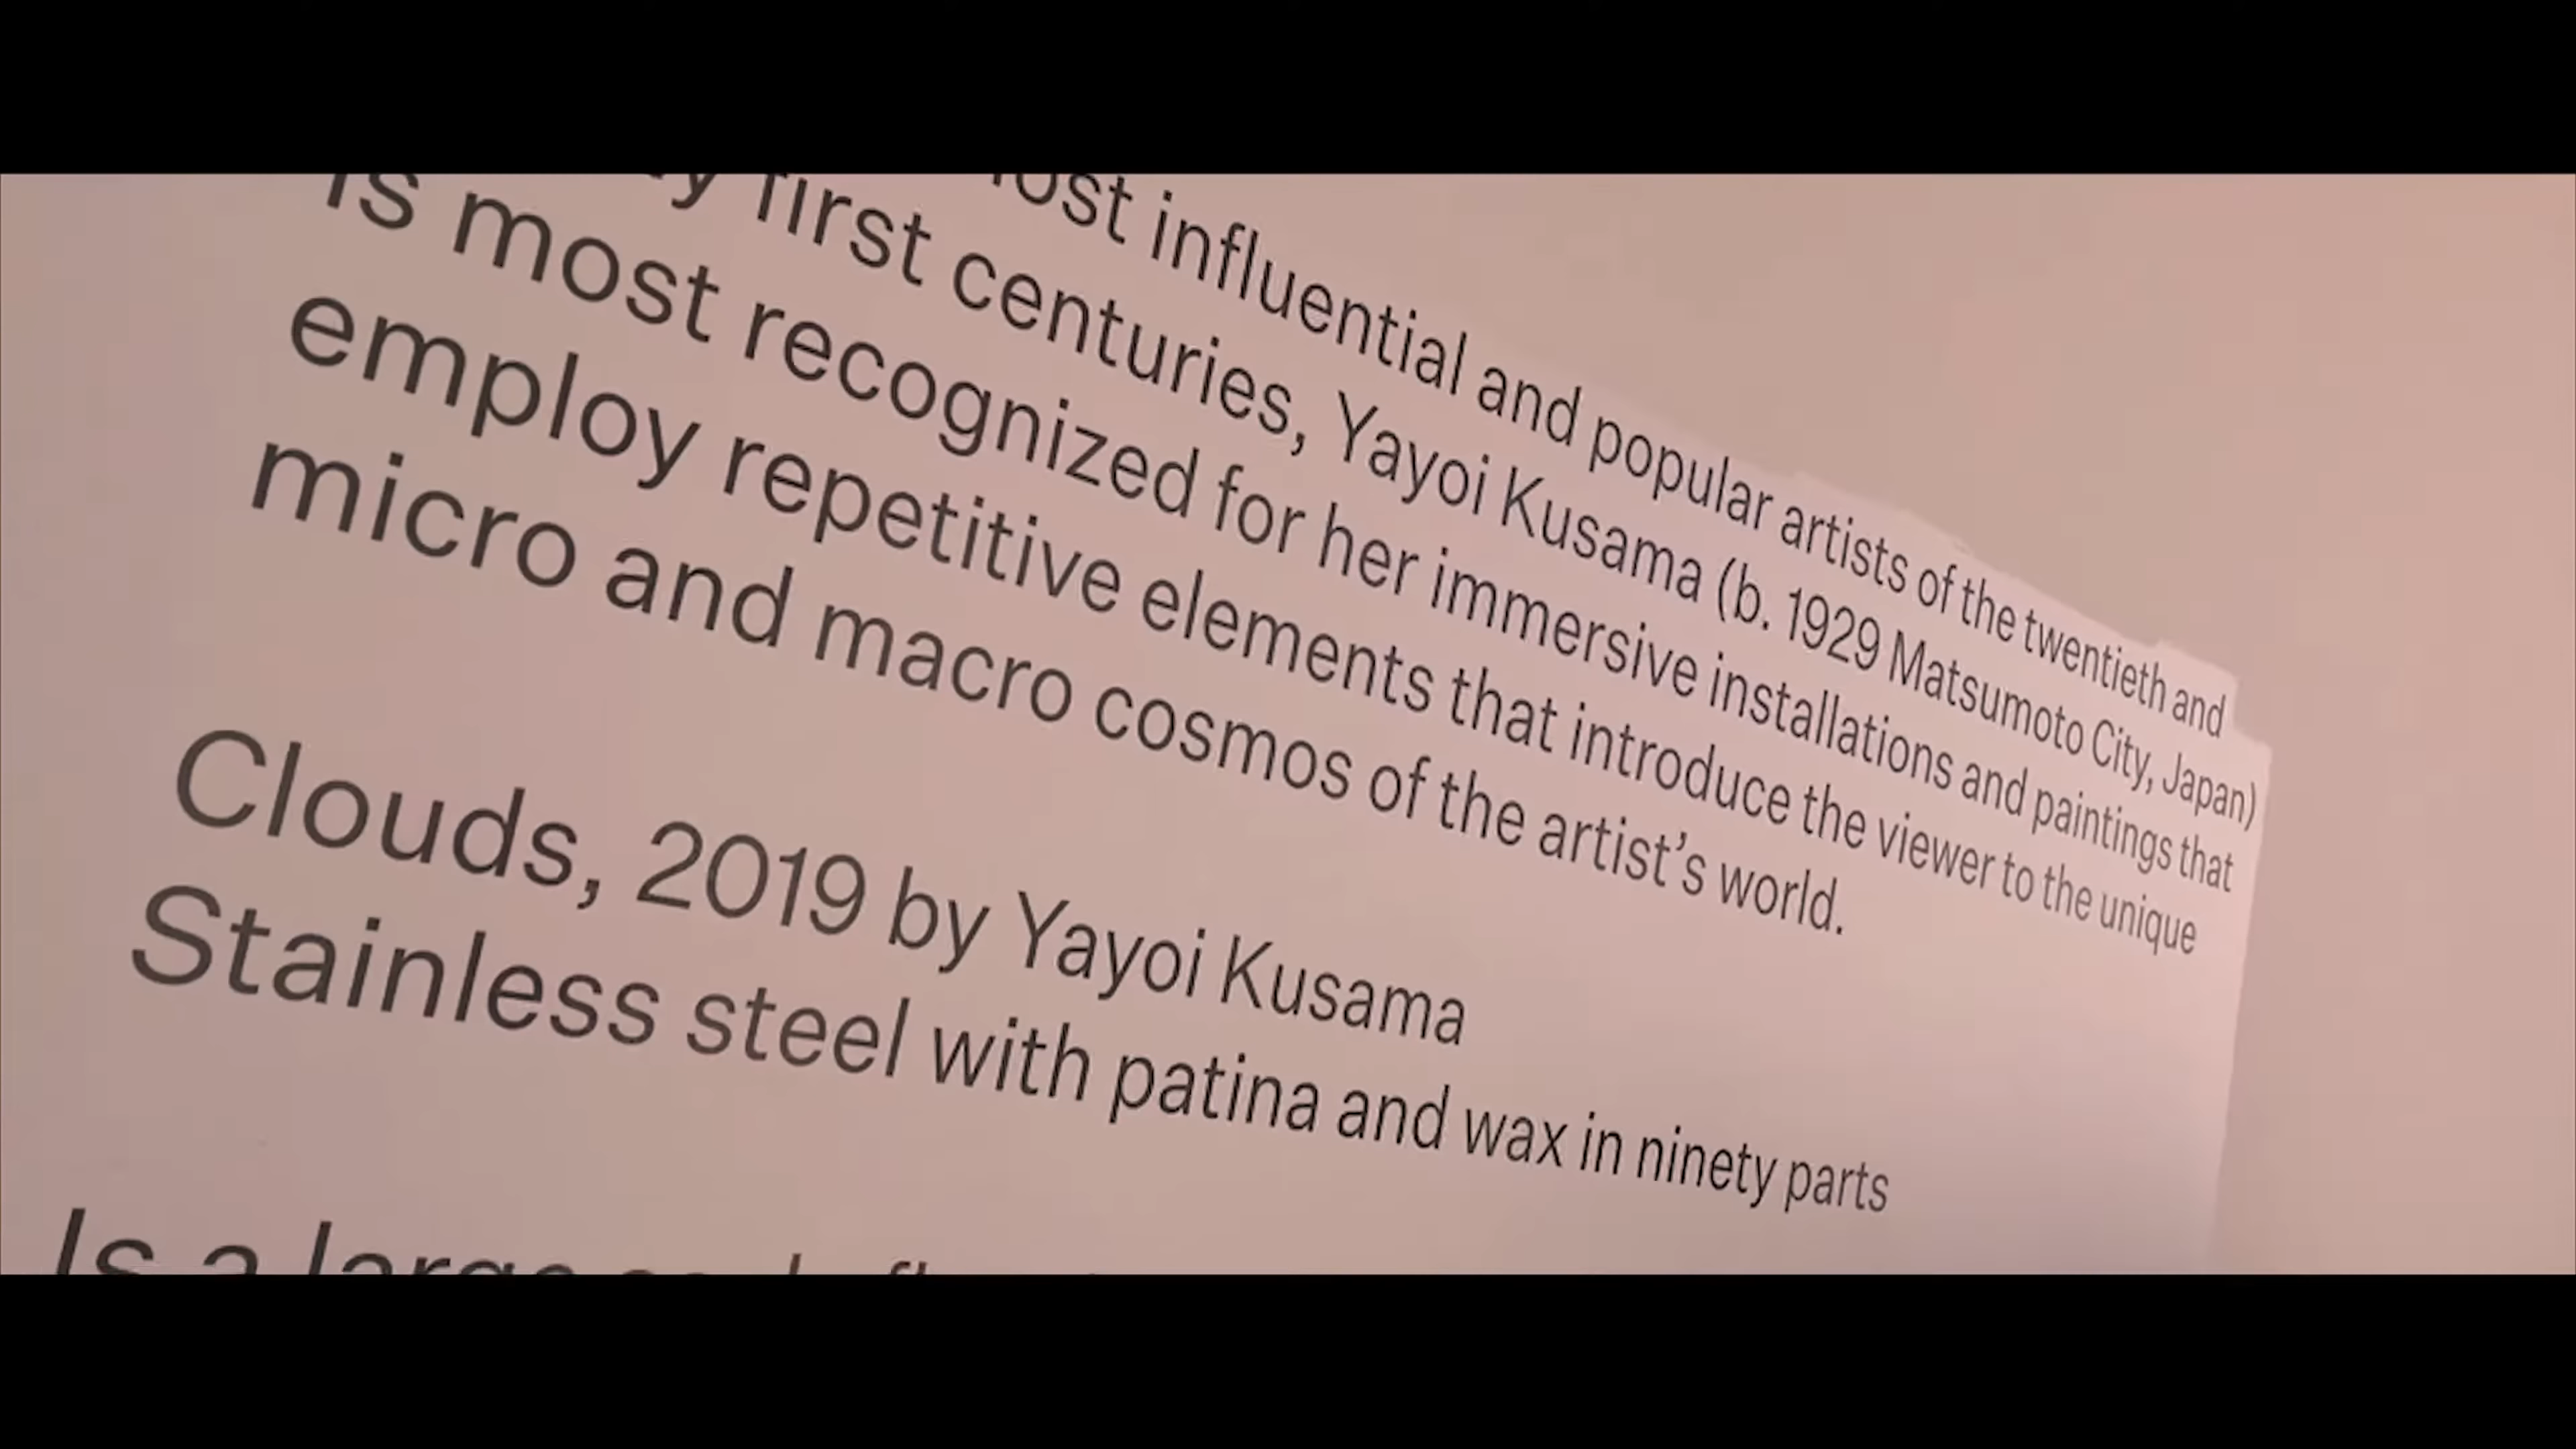 most influential and popular artists of the twentieth and
first centuries, Yayoi Kusama (b. 1929 Matsumoto City, Japan)
is most recognized for her immersive installations and paintings that
employ repetitive elements that introduce the viewer to the unique
micro and macro cosmos of the artist’s world.
Clouds, 2019 by Yayoi Kusama
Stainless steel with patina and wax in ninety parts
Is a large